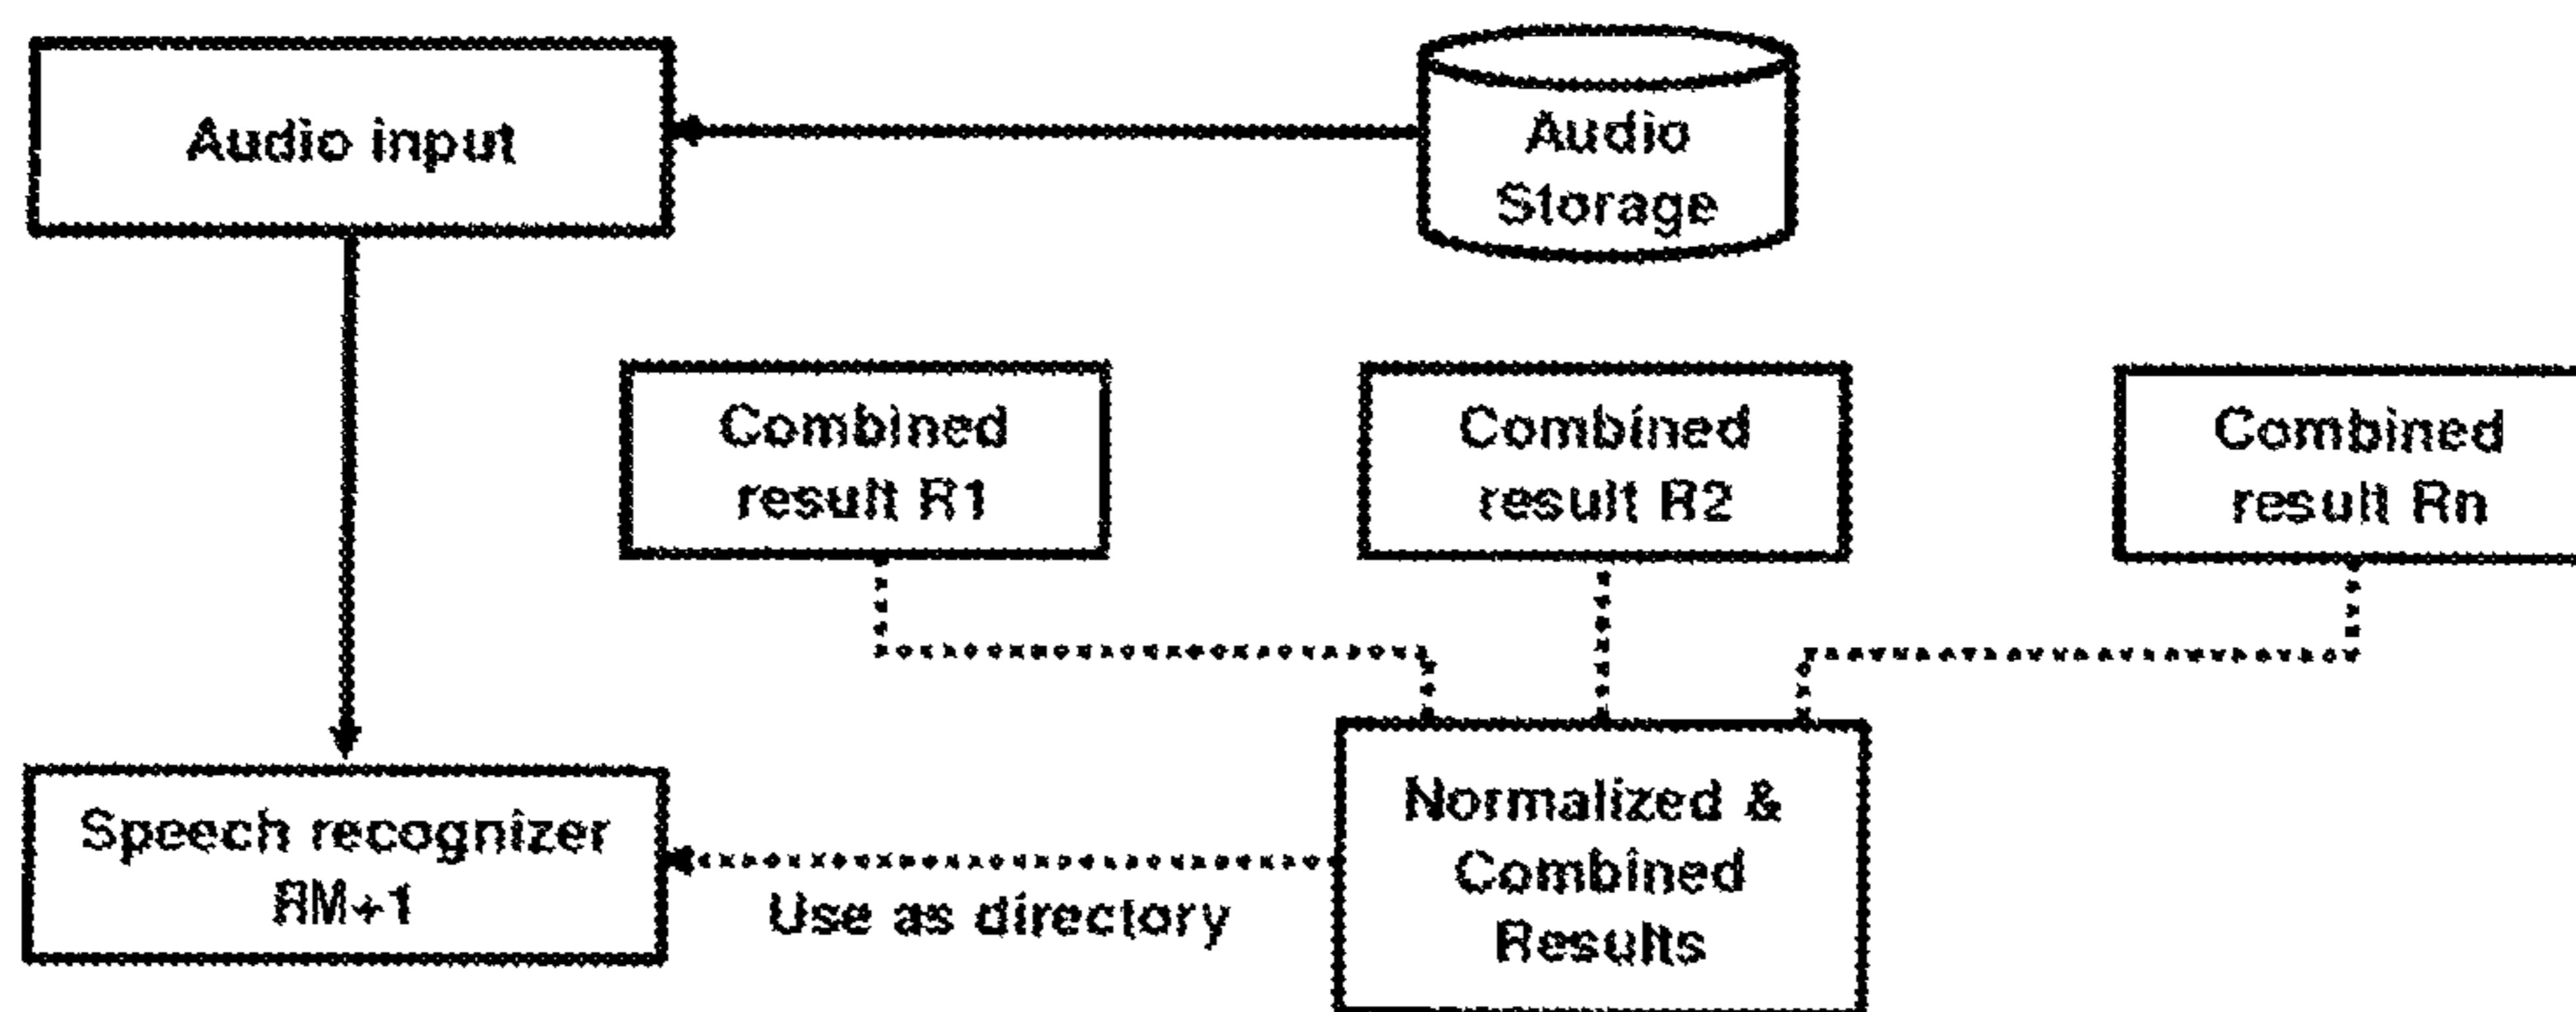 Audio input
Audio
Storage
Combined
result R1
Combined
result R2
Combined
result Rn
Speech recognizer
RM+1
Use as directory
Normalized &
Combined
Results